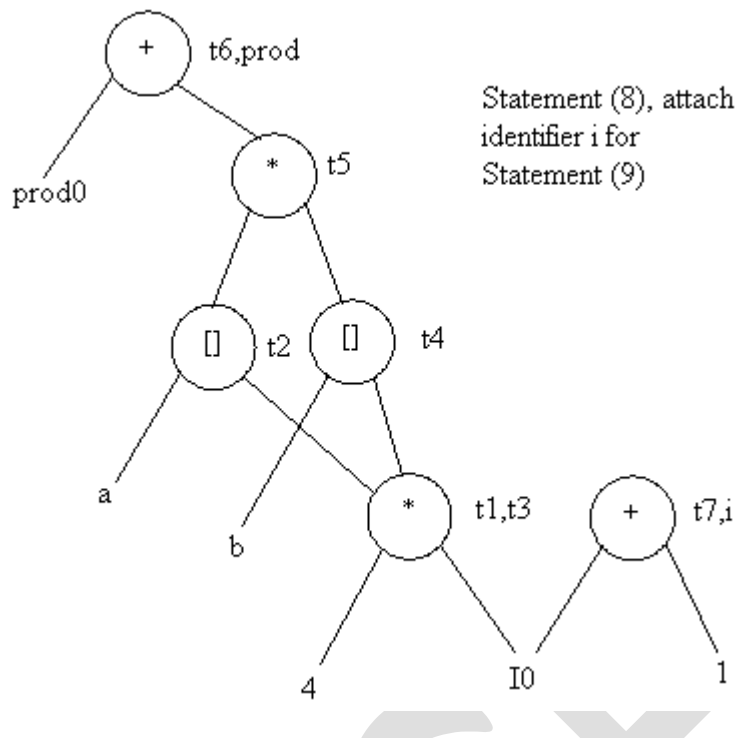 + t6,prod
Statement (8), attach
identifier i for
Statement (9)
* t5
prod0
[] t2
[] t4
a
b
* t1,t3
+ t7,i
4
I0
1